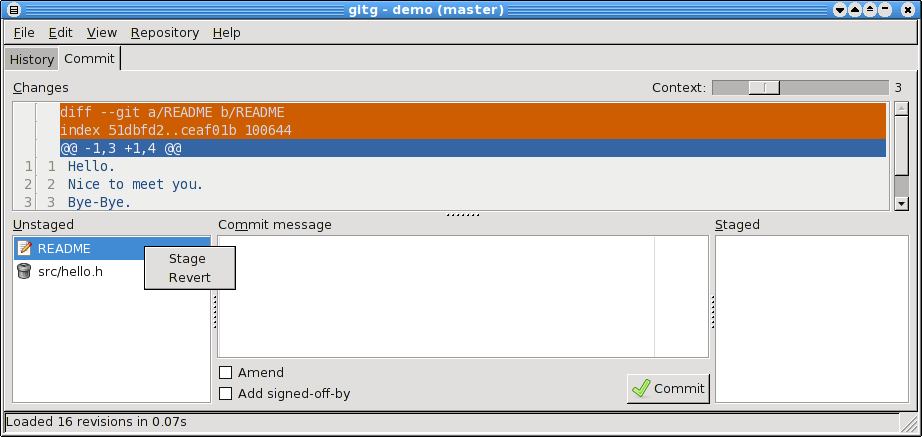 gitg - demo (master)
File Edit View Repository Help
History Commit
Changes Context: 3
diff --git a/README b/README
index 51dbfd2..ceaf01b 100644
@@ -1,3 +1,4 @@
1 1 Hello.
2 2 Nice to meet you.
3 3 Bye-Bye.
Unstaged Commit message Staged
README
src/hello.h
Stage
Revert
Amend
Add signed-off-by
Commit
Loaded 16 revisions in 0.07s